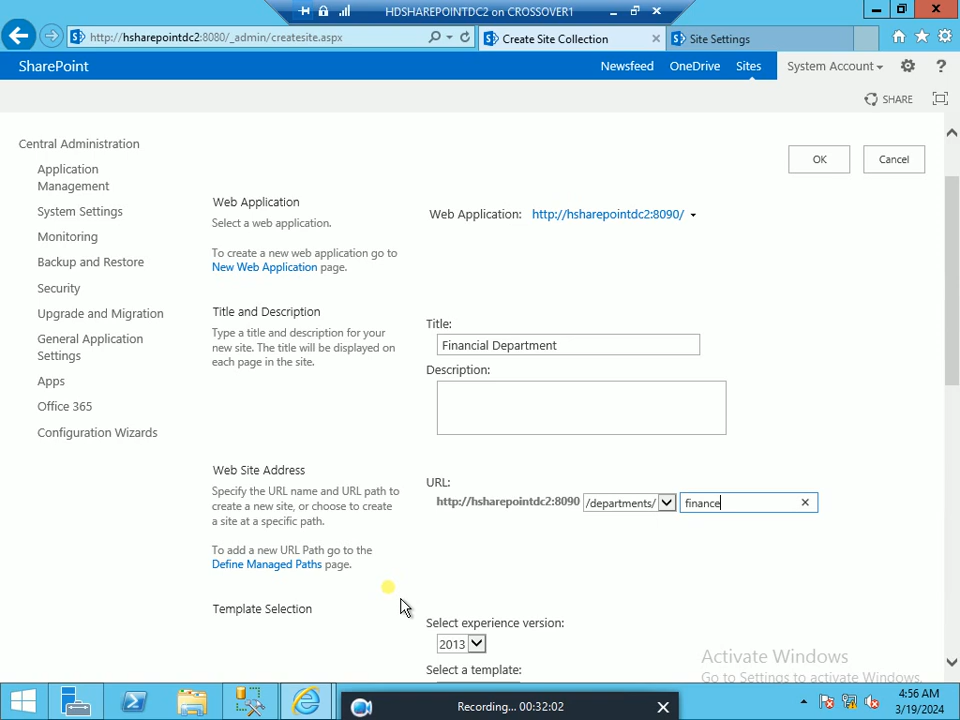 HDSHAREPOINTDC2 on CROSSOVER1
http://hsharepointdc2:8080/_admin/createsite.aspx
Create Site Collection
Site Settings
SharePoint
Newsfeed
OneDrive
Sites
System Account
?
SHARE
Central Administration
Application
Management
System Settings
Monitoring
Backup and Restore
Security
Upgrade and Migration
General Application
Settings
Apps
Office 365
Configuration Wizards
OK
Cancel
Web Application
Select a web application.
To create a new web application go to
New Web Application page.
Web Application: http://hsharepointdc2:8090/
Title and Description
Type a title and description for your
new site. The title will be displayed on
each page in the site.
Title:
Financial Department
Description:
Web Site Address
Specify the URL name and URL path to
create a new site, or choose to create
a site at a specific path.
To add a new URL Path go to the
Define Managed Paths page.
URL:
http://hsharepointdc2:8090 /departments/ finance
Template Selection
Select experience version:
2013
Select a template:
Activate Windows
Go to Settings to activate Windows.
Recording... 00:32:02
4:56 AM
3/19/2024